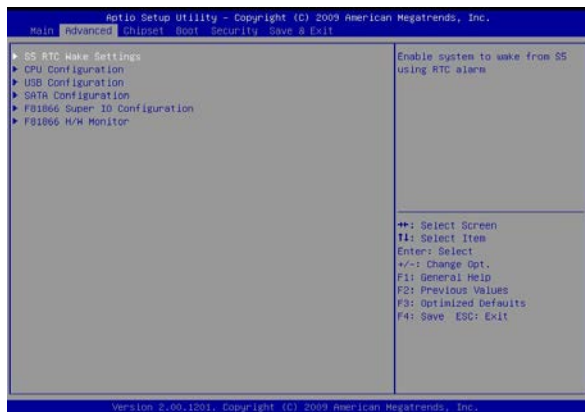 Aptio Setup Utility – Copyright (C) 2009 American Megatrends, Inc.
Main Advanced Chipset Boot Security Save & Exit
▶ S5 RTC Wake Settings
▶ CPU Configuration
▶ USB Configuration
▶ SATA Configuration
▶ F81866 Super IO Configuration
▶ F81866 H/W Monitor
Enable system to wake from S5
using RTC alarm
↔: Select Screen
↑↓: Select Item
Enter: Select
+/-: Change Opt.
F1: General Help
F2: Previous Values
F3: Optimized Defaults
F4: Save ESC: Exit
Version 2.00.1201. Copyright (C) 2009 American Megatrends, Inc.